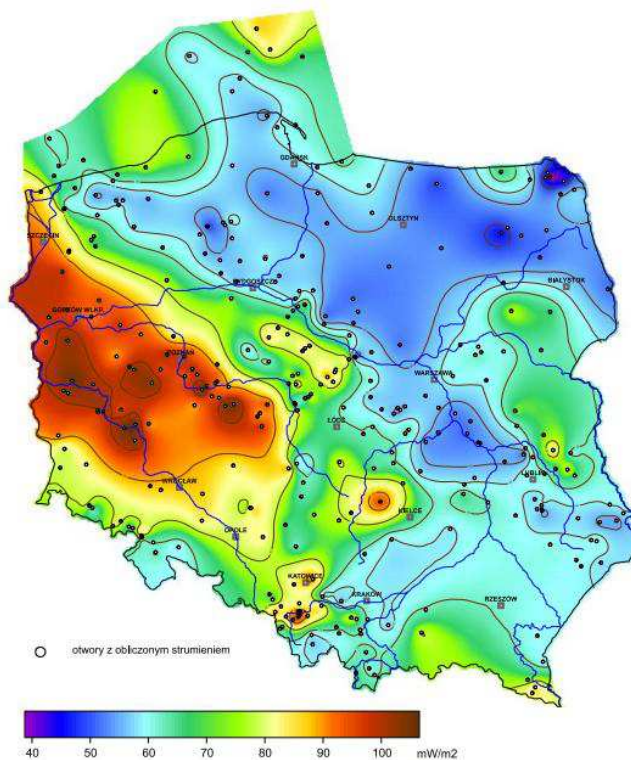 GDAŃSK
OLSZTYN
SZCZECIN
BYDGOSZCZ
BIAŁYSTOK
GORZÓW WLKP.
POZNAŃ
WARSZAWA
ŁÓDŹ
WROCŁAW
LUBLIN
KIELCE
OPOLE
KATOWICE
KRAKÓW
RZESZÓW
otwory z obliczonym strumieniem
40 50 60 70 80 90 100 mW/m2